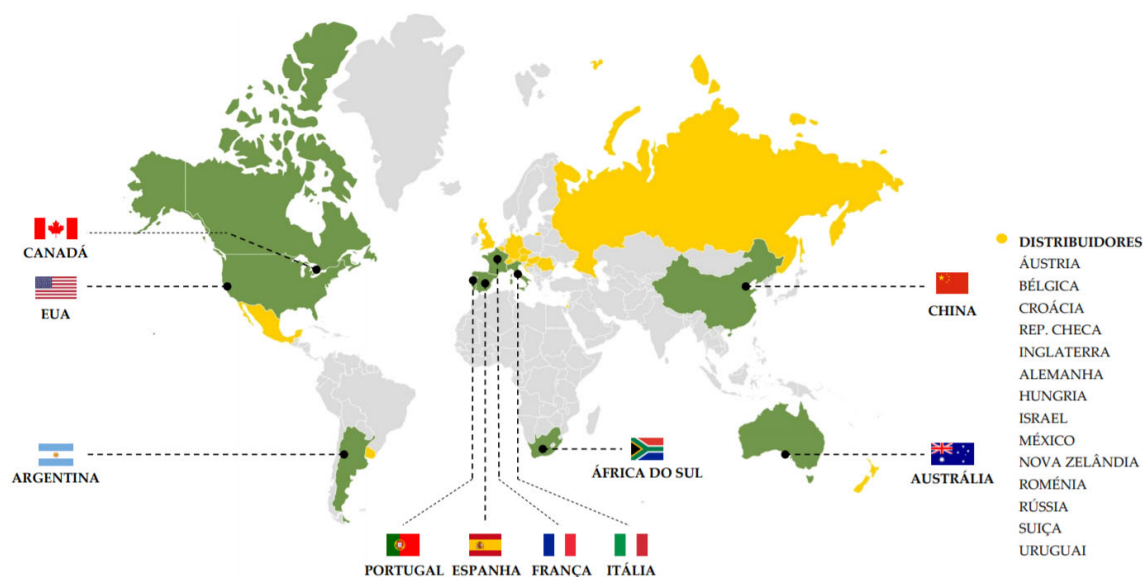 CANADÁ
EUA
ARGENTINA
PORTUGAL
ESPANHA
FRANÇA
ITÁLIA
ÁFRICA DO SUL
CHINA
AUSTRÁLIA
DISTRIBUIDORES
ÁUSTRIA
BÉLGICA
CROÁCIA
REP. CHECA
INGLATERRA
ALEMANHA
HUNGRIA
ISRAEL
MÉXICO
NOVA ZELÂNDIA
ROMÉNIA
RÚSSIA
SUIÇA
URUGUAI